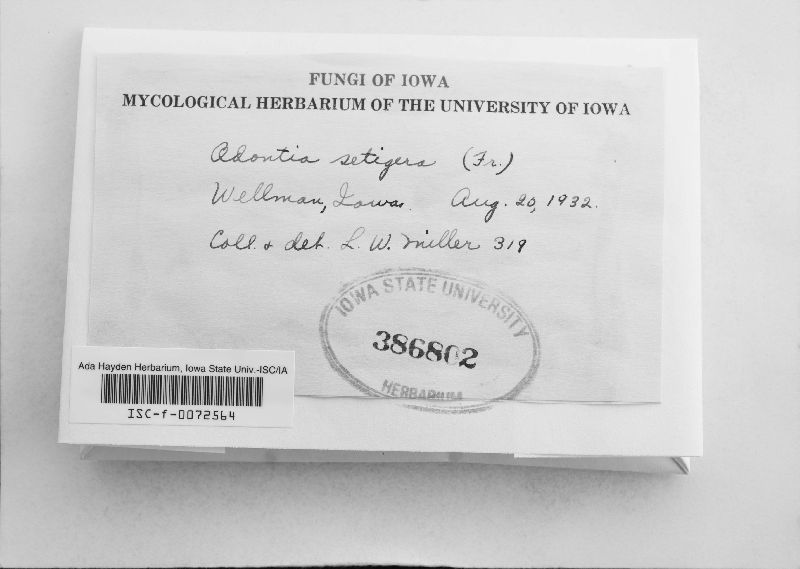 FUNGI OF IOWA
MYCOLOGICAL HERBARIUM OF THE UNIVERSITY OF IOWA
Odontia setigera (Fr.)
Wellman, Iowa. Aug. 20, 1932.
Coll. & det. L. W. Miller 319
IOWA STATE UNIVERSITY
386802
HERBARIUM
Ada Hayden Herbarium, Iowa State Univ.-ISC/IA
ISC-f-0072564